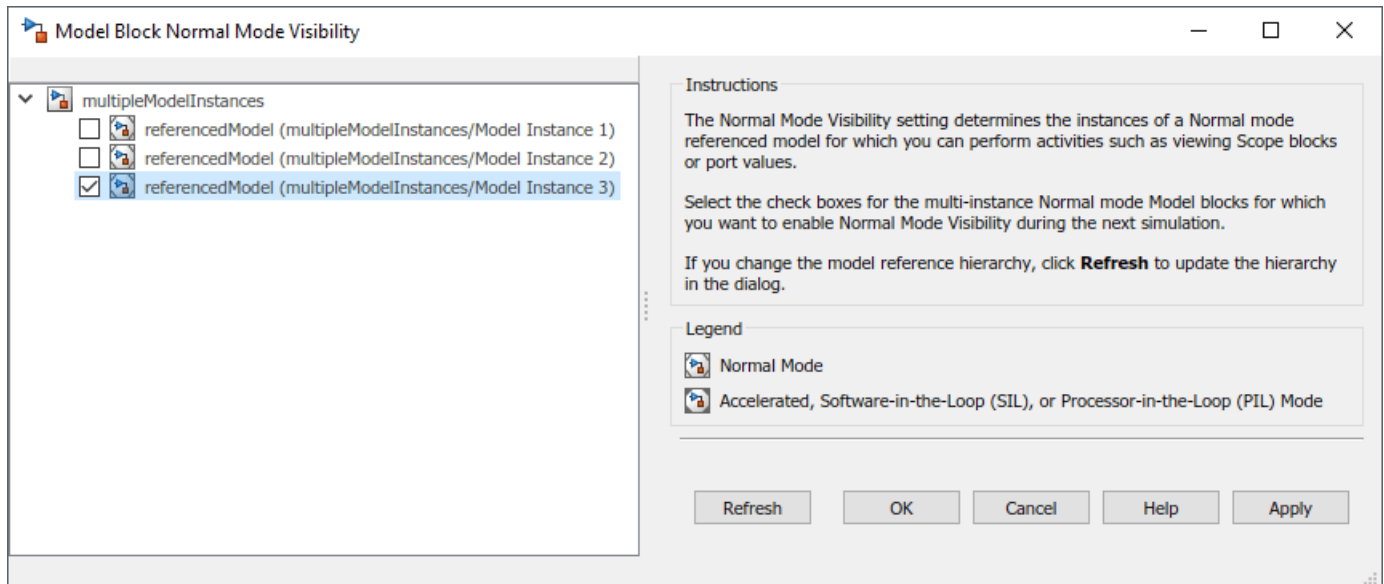 Model Block Normal Mode Visibility
multipleModelInstances
referencedModel (multipleModelInstances/Model Instance 1)
referencedModel (multipleModelInstances/Model Instance 2)
referencedModel (multipleModelInstances/Model Instance 3)
Instructions
The Normal Mode Visibility setting determines the instances of a Normal mode
referenced model for which you can perform activities such as viewing Scope blocks
or port values.
Select the check boxes for the multi-instance Normal mode Model blocks for which
you want to enable Normal Mode Visibility during the next simulation.
If you change the model reference hierarchy, click Refresh to update the hierarchy
in the dialog.
Legend
Normal Mode
Accelerated, Software-in-the-Loop (SIL), or Processor-in-the-Loop (PIL) Mode
Refresh OK Cancel Help Apply